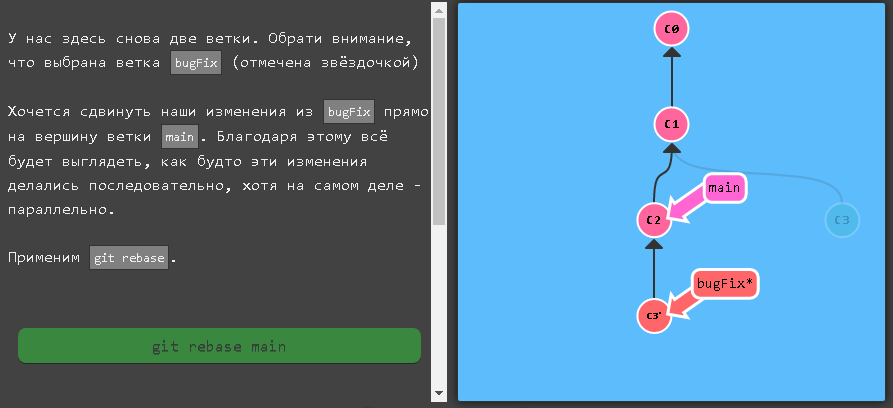 У нас здесь снова две ветки. Обрати внимание,
что выбрана ветка bugFix (отмечена звёздочкой)
Хочется сдвинуть наши изменения из bugFix прямо
на вершину ветки main. Благодаря этому всё
будет выглядеть, как будто эти изменения
делались последовательно, хотя на самом деле -
параллельно.
Применим git rebase.
git rebase main
C0
C1
main
C2
C3
bugFix*
C3'